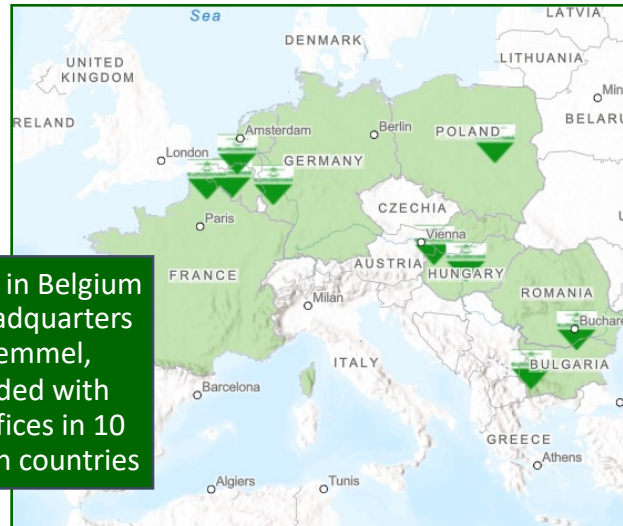 Sea
LATVIA
DENMARK
LITHUANIA
UNITED
KINGDOM
Min
RELAND
BELARU
Amsterdam
Berlin
POLAND
London
GERMANY
CZECHIA
Paris
Vienna
AUSTRIA
HUNGARY
FRANCE
ROMANIA
Milan
Buchare
in Belgium
adquarters
emmel,
ded with
fices in 10
n countries
BULGARIA
ITALY
Barcelona
GREECE
Athens
Algiers
Tunis